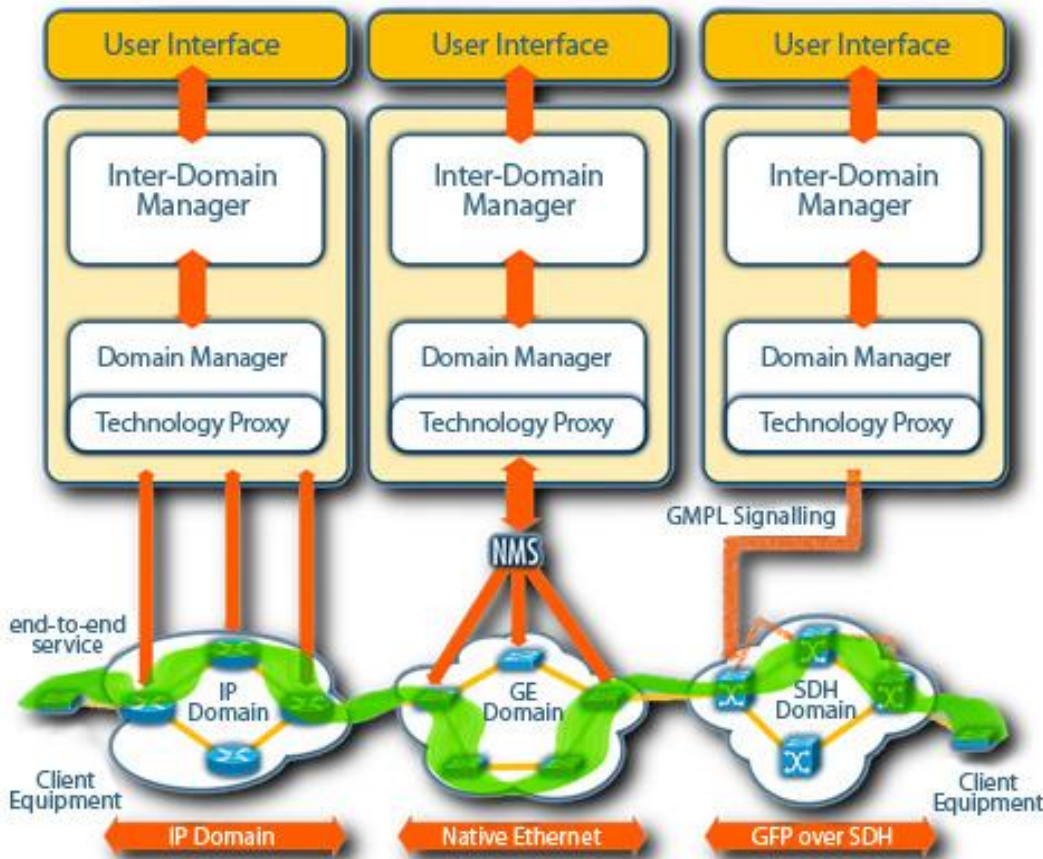 User Interface
User Interface
User Interface
Inter-Domain
Manager
Inter-Domain
Manager
Inter-Domain
Manager
Domain Manager
Domain Manager
Domain Manager
Technology Proxy
Technology Proxy
Technology Proxy
GMPL Signalling
NMS
end-to-end
service
IP
Domain
GE
Domain
SDH
Domain
Client
Equipment
Client
Equipment
IP Domain
Native Ethernet
GFP over SDH